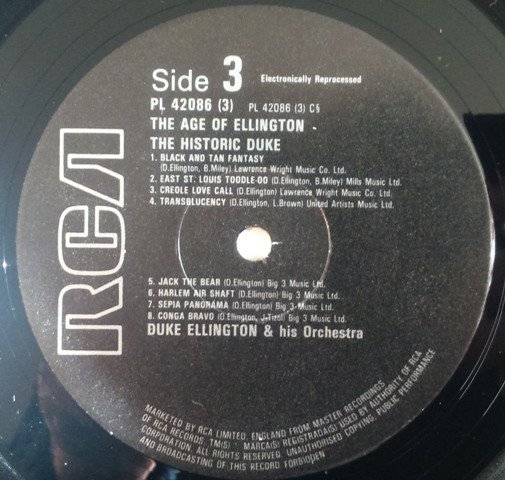 Side 3 Electronically Reprocessed
PL 42086 (3) PL 42086 (3) C§
THE AGE OF ELLINGTON -
THE HISTORIC DUKE
1. BLACK AND TAN FANTASY
(D.Ellington, B.Miley) Lawrence Wright Music Co. Ltd.
2. EAST ST. LOUIS TOODLE-OO (D.Ellington, B.Miley) Mills Music Ltd.
3. CREOLE LOVE CALL (D.Ellington) Lawrence Wright Music Co. Ltd.
4. TRANSBLUCENCY (D.Ellington, L.Brown) United Artists Music Ltd.
RCA
5. JACK THE BEAR (D.Ellington) Big 3 Music Ltd.
6. HARLEM AIR SHAFT (D.Ellington) Big 3 Music Ltd.
7. SEPIA PANORAMA (D.Ellington) Big 3 Music Ltd.
8. CONGA BRAVO (D.Ellington, J.Tizol) Big 3 Music Ltd.
DUKE ELLINGTON & his Orchestra
MARKETED BY RCA LIMITED, ENGLAND FROM MASTER RECORDINGS
OF RCA RECORDS, TM(S) ® MARCA(S) REGISTRADA(S) USED BY AUTHORITY OF RCA
CORPORATION. ALL RIGHTS RESERVED. UNAUTHORISED COPYING, PUBLIC PERFORMANCE
AND BROADCASTING OF THIS RECORD FORBIDDEN